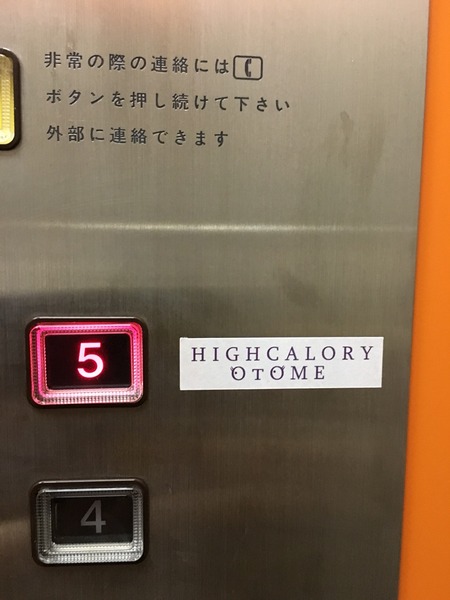 非常の際の連絡には
ボタンを押し続けて下さい
外部に連絡できます
5
HIGHCALORY
OTOME
4